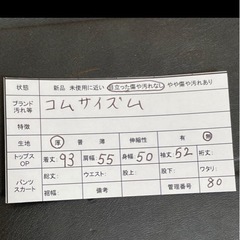 状態 新品 未使用に近い 目立った傷や汚れなし やや傷や汚れあり
ブランド 汚れ等 コムサイズム
特徴
生地 薄 普 薄 伸縮性 有 無
トップス OP 着丈 93 肩幅 55 身幅 50 袖丈 52 裄丈:
パンツ スカート 総丈: ウエスト: 股上: 股下: ワタリ:
裾幅: 備考 管理番号 80